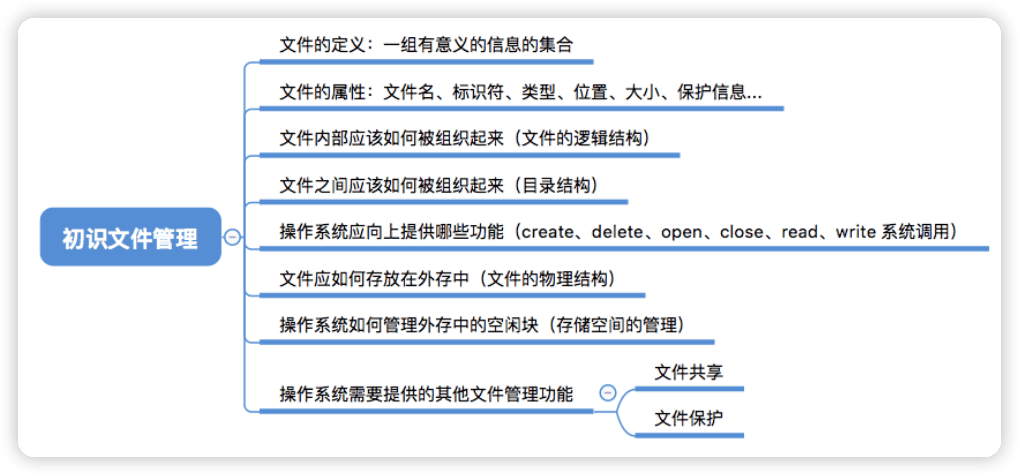 文件的定义：一组有意义的信息的集合
文件的属性：文件名、标识符、类型、位置、大小、保护信息...
文件内部应该如何被组织起来（文件的逻辑结构）
文件之间应该如何被组织起来（目录结构）
初识文件管理
操作系统应向上提供哪些功能（create、delete、open、close、read、write 系统调用）
文件应如何存放在外存中（文件的物理结构）
操作系统如何管理外存中的空闲块（存储空间的管理）
操作系统需要提供的其他文件管理功能
文件共享
文件保护